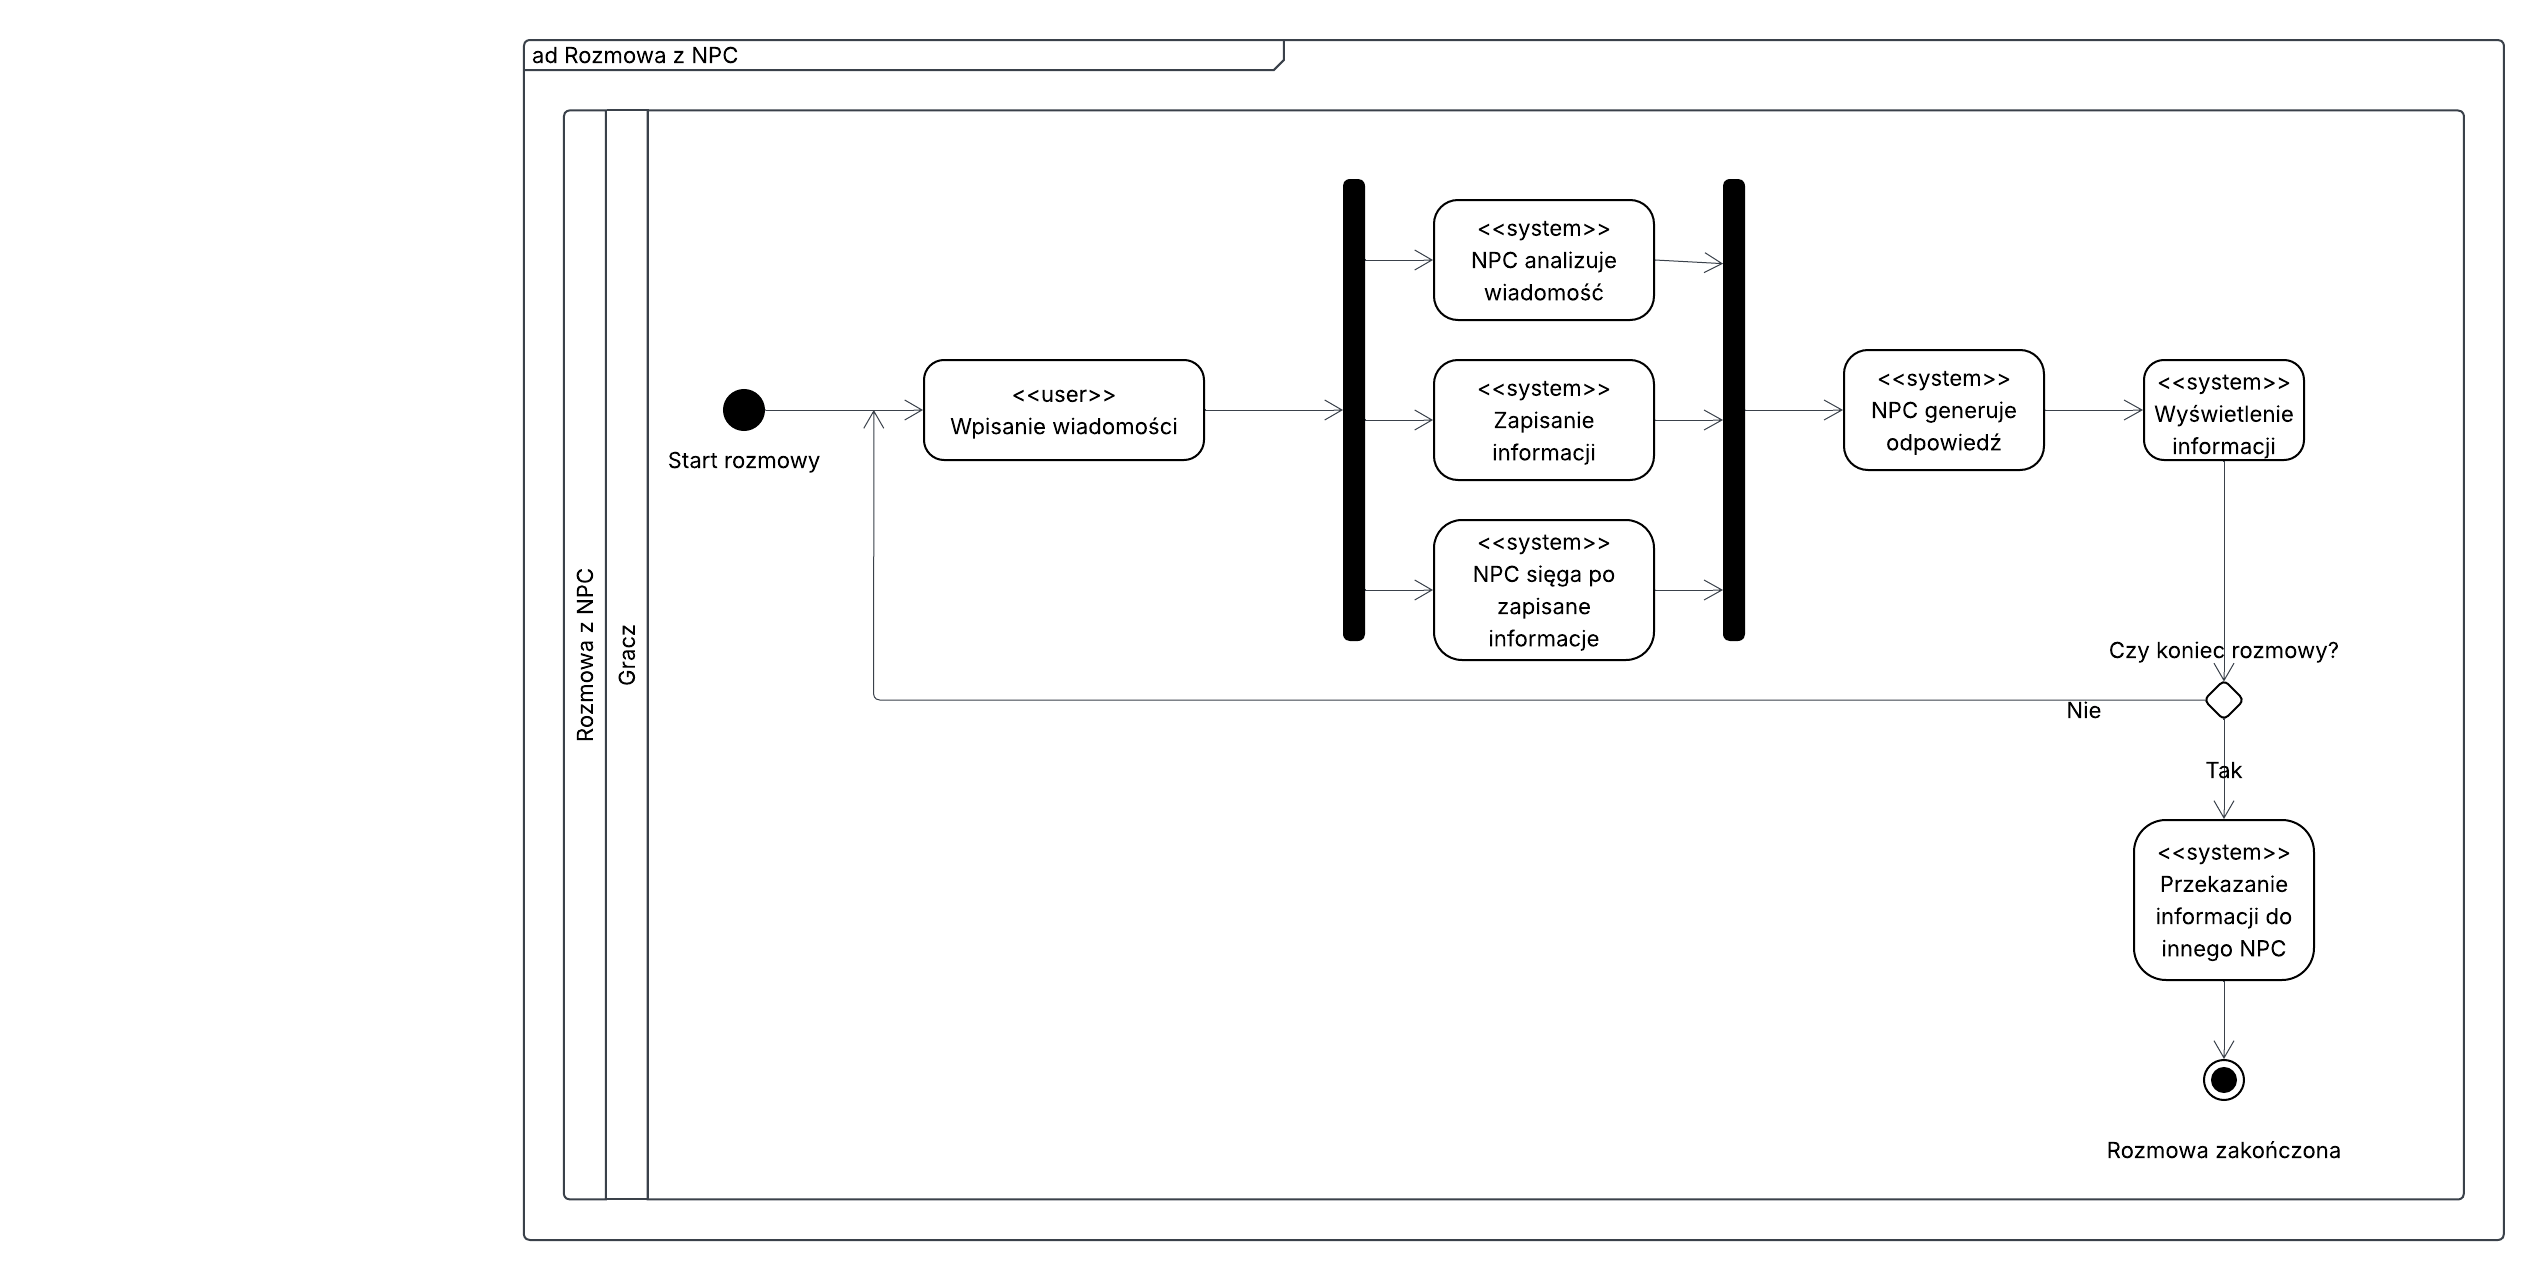 ad Rozmowa z NPC
Rozmowa z NPC
Gracz
Start rozmowy
<<user>>
Wpisanie wiadomości
<<system>>
NPC analizuje
wiadomość
<<system>>
Zapisanie
informacji
<<system>>
NPC sięga po
zapisane
informacje
<<system>>
NPC generuje
odpowiedź
<<system>>
Wyświetlenie
informacji
Czy koniec rozmowy?
Nie
Tak
<<system>>
Przekazanie
informacji do
innego NPC
Rozmowa zakończona